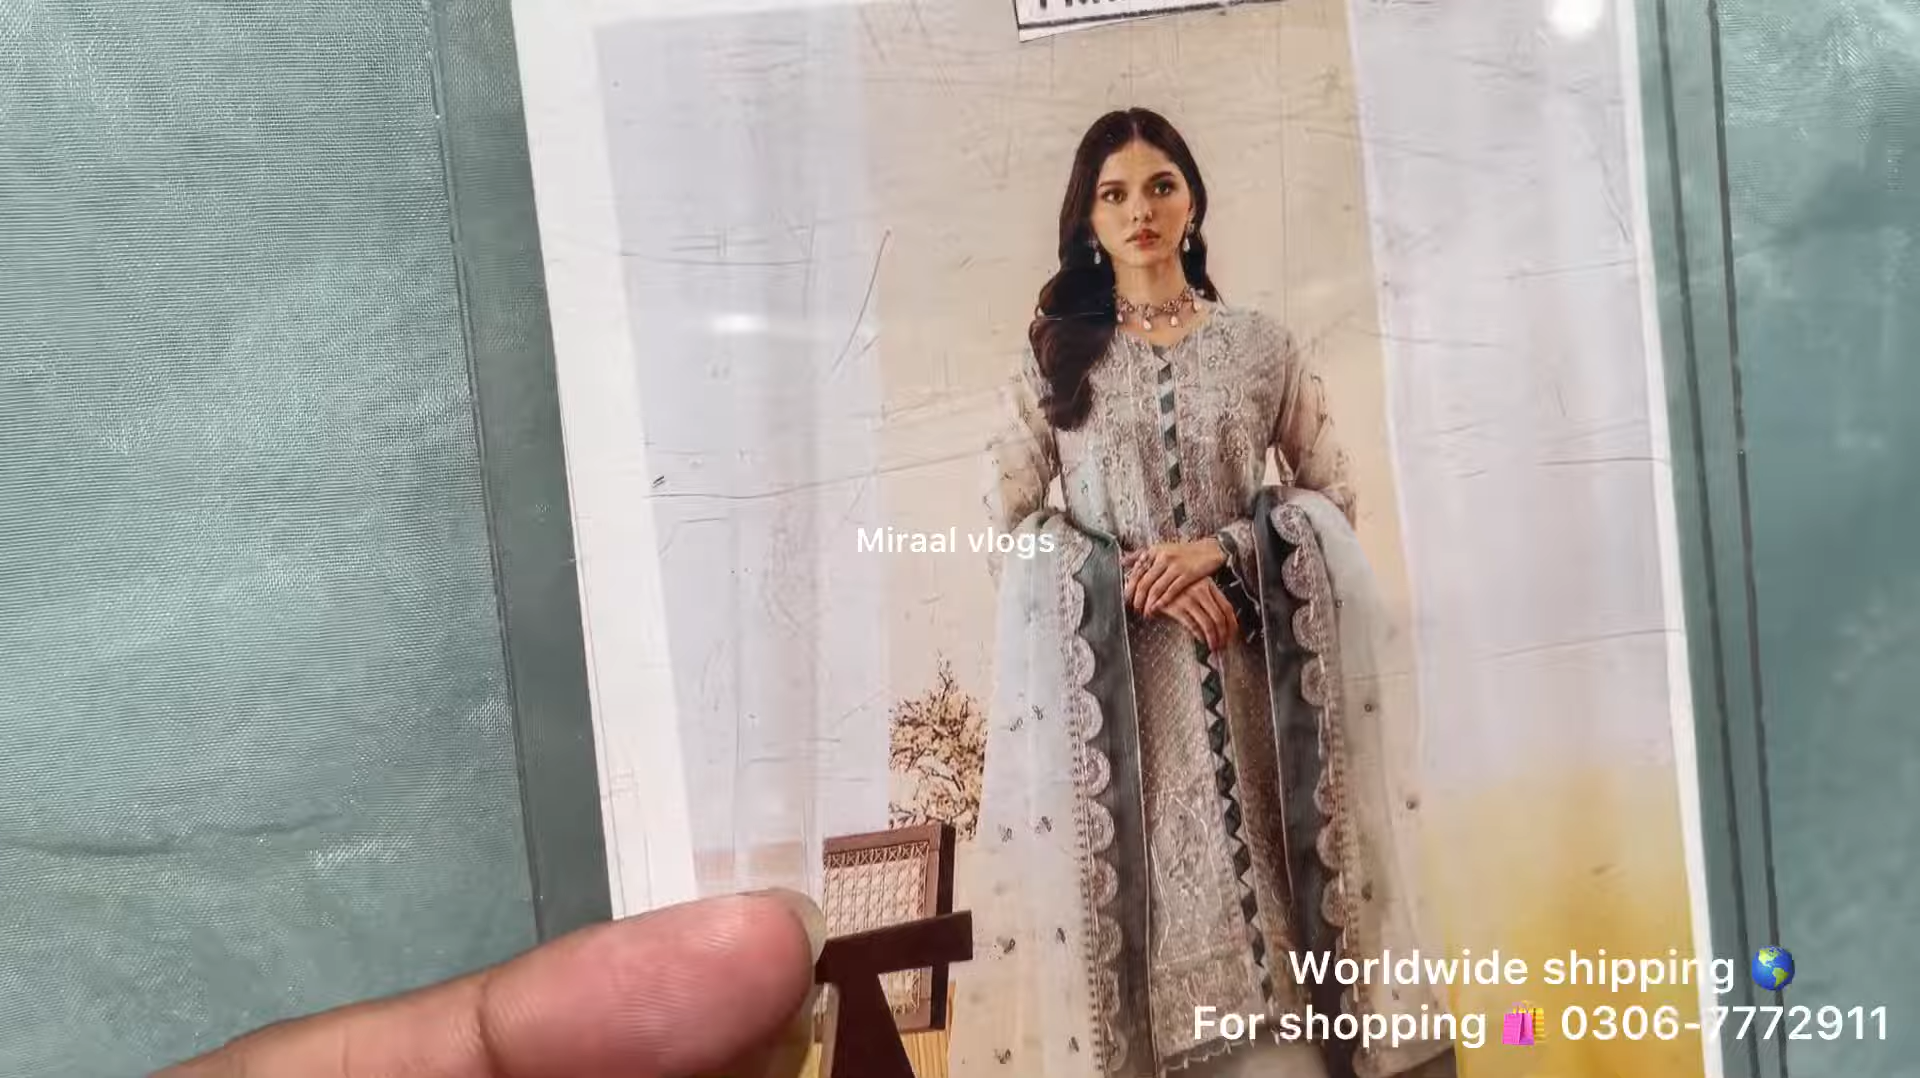 Miraal vlogs
Worldwide shipping 🌎
For shopping 🛍️ 0306-7772911